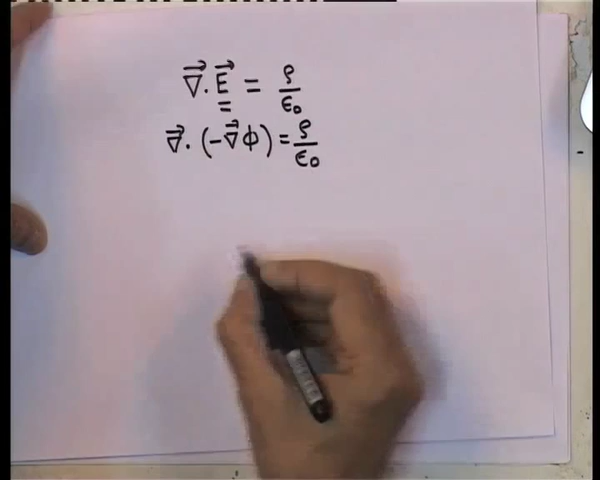 ∇⃗.E⃗ = ρ/ε₀
∇⃗.(-∇⃗ϕ) = ρ/ε₀